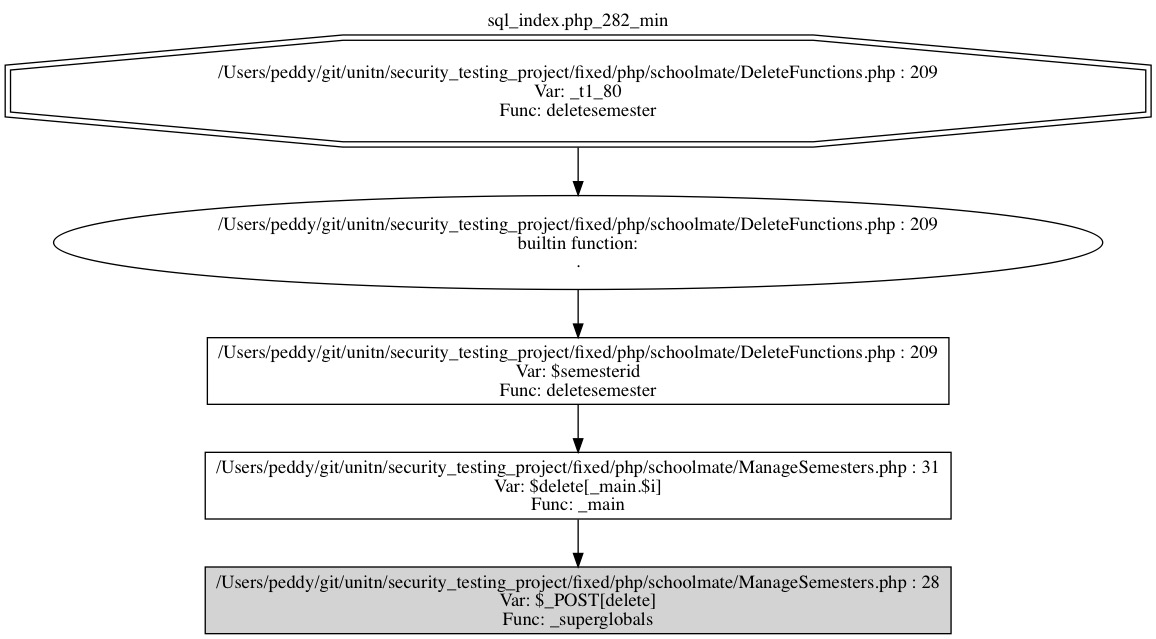 sql_index.php_282_min
/Users/peddy/git/unitn/security_testing_project/fixed/php/schoolmate/DeleteFunctions.php : 209
Var: _t1_80
Func: deletesemester
/Users/peddy/git/unitn/security_testing_project/fixed/php/schoolmate/DeleteFunctions.php : 209
builtin function:
.
/Users/peddy/git/unitn/security_testing_project/fixed/php/schoolmate/DeleteFunctions.php : 209
Var: $semesterid
Func: deletesemester
/Users/peddy/git/unitn/security_testing_project/fixed/php/schoolmate/ManageSemesters.php : 31
Var: $delete[_main.$i]
Func: _main
/Users/peddy/git/unitn/security_testing_project/fixed/php/schoolmate/ManageSemesters.php : 28
Var: $_POST[delete]
Func: _superglobals